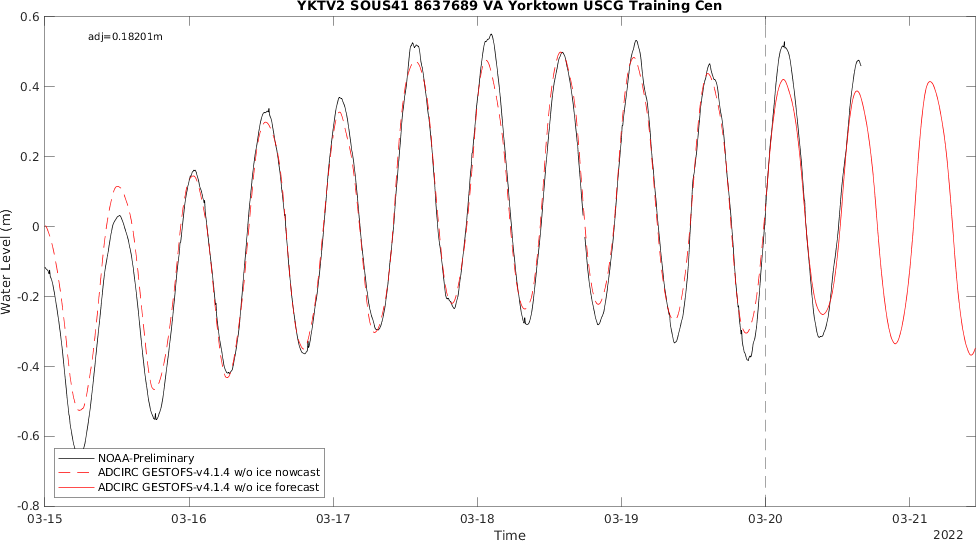 YKTV2 SOUS41 8637689 VA Yorktown USCG Training Cen
adj=0.18201m
0.6
0.4
0.2
0
-0.2
-0.4
-0.6
-0.8
Water Level (m)
NOAA-Preliminary
ADCIRC GESTOFS-v4.1.4 w/o ice nowcast
ADCIRC GESTOFS-v4.1.4 w/o ice forecast
03-15
03-16
03-17
03-18
03-19
03-20
03-21
Time
2022